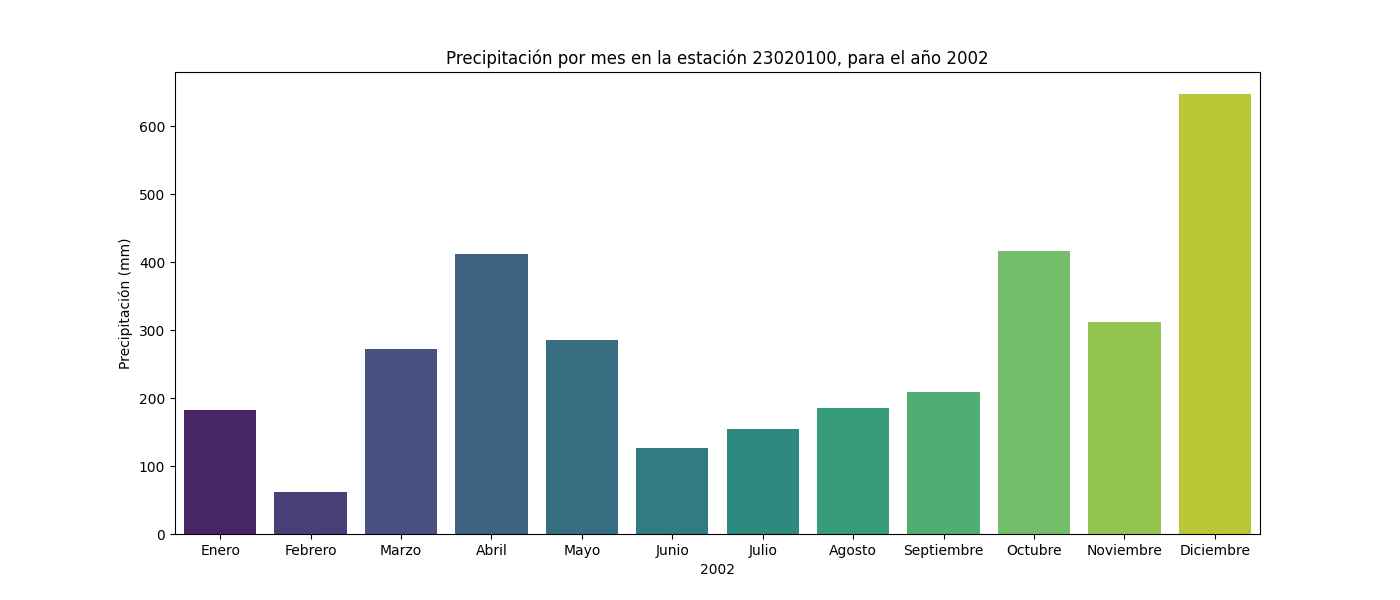 Precipitación por mes en la estación 23020100, para el año 2002
Precipitación (mm)
600
500
400
300
200
100
0
Enero Febrero Marzo Abril Mayo Junio Julio Agosto Septiembre Octubre Noviembre Diciembre
2002